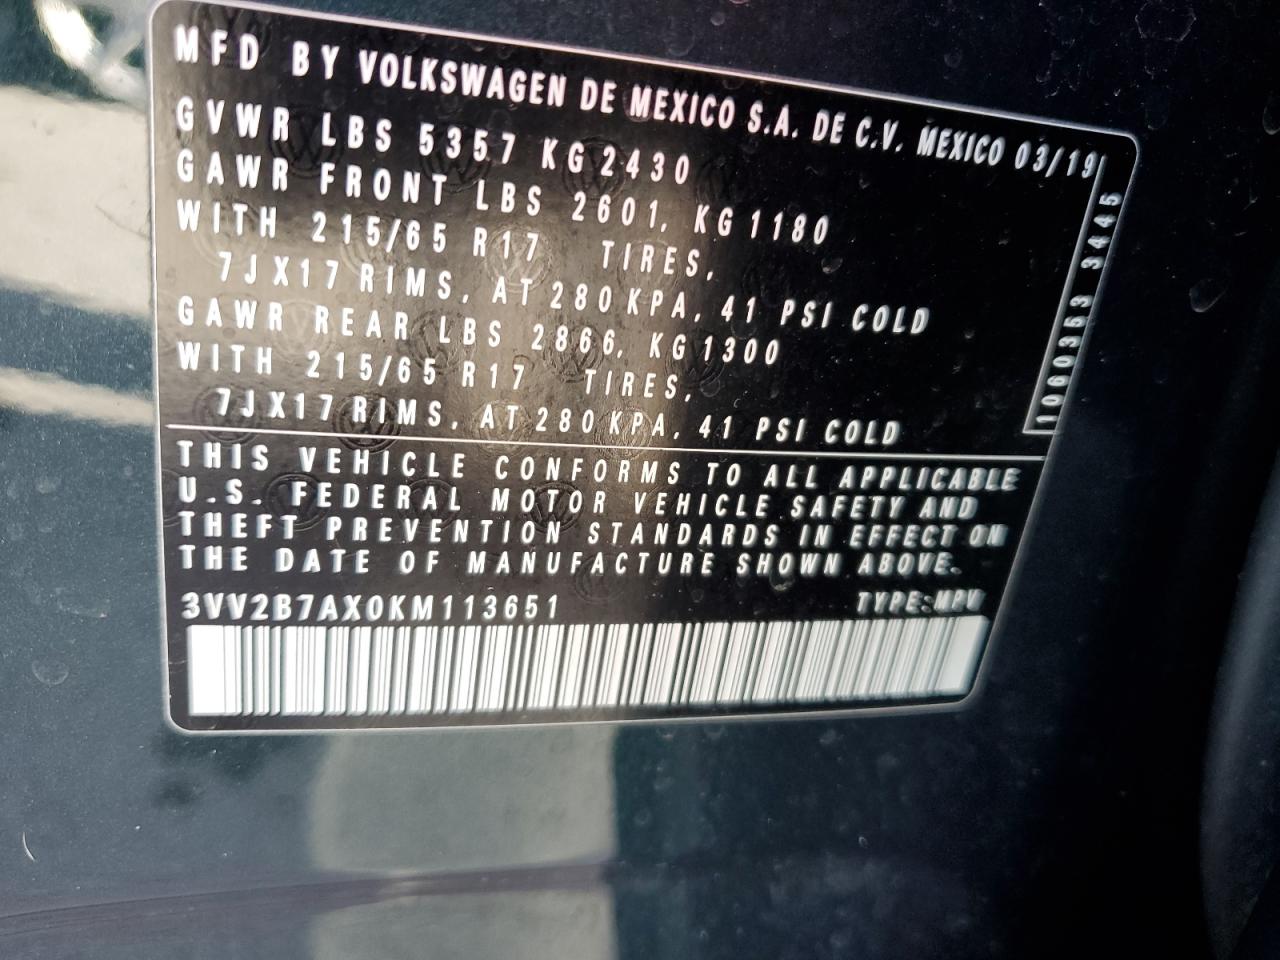 MFD BY VOLKSWAGEN DE MEXICO S.A. DE C.V. MEXICO 03/19
GVWR LBS 5357 KG 2430
GAWR FRONT LBS 2601, KG 1180
WITH 215/65 R17 TIRES,
7JX17 RIMS, AT 280 KPA, 41 PSI COLD
GAWR REAR LBS 2866, KG 1300
WITH 215/65 R17 TIRES,
7JX17 RIMS, AT 280 KPA, 41 PSI COLD
1060353 3445
THIS VEHICLE CONFORMS TO ALL APPLICABLE
U.S. FEDERAL MOTOR VEHICLE SAFETY AND
THEFT PREVENTION STANDARDS IN EFFECT ON
THE DATE OF MANUFACTURE SHOWN ABOVE.
3VV2B7AX0KM113651 TYPE: MPV